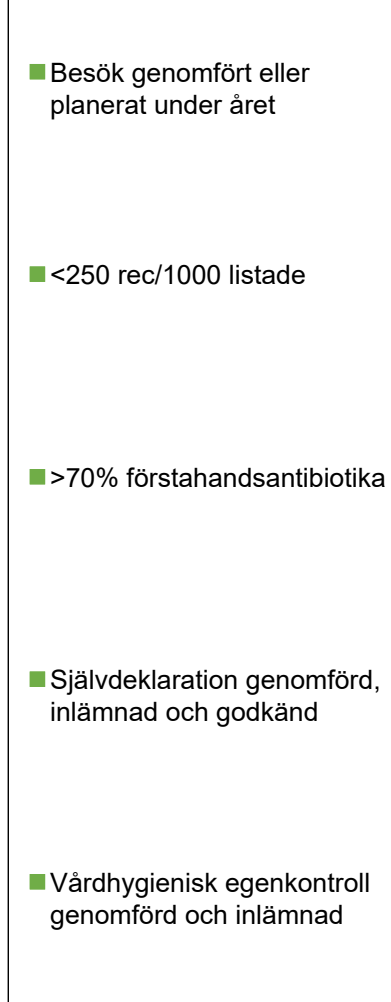 Besök genomfört eller
planerat under året
<250 rec/1000 listade
>70% förstahandsantibiotika
Självdeklaration genomförd,
inlämnad och godkänd
Vårdhygienisk egenkontroll
genomförd och inlämnad